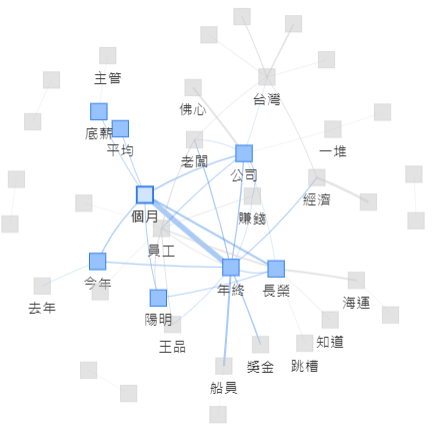 主管
台灣
佛心
底薪
平均
一堆
老闆
公司
經濟
賺錢
個月
員工
今年
年終
長榮
去年
海運
陽明
知道
王品
獎金
跳槽
船員